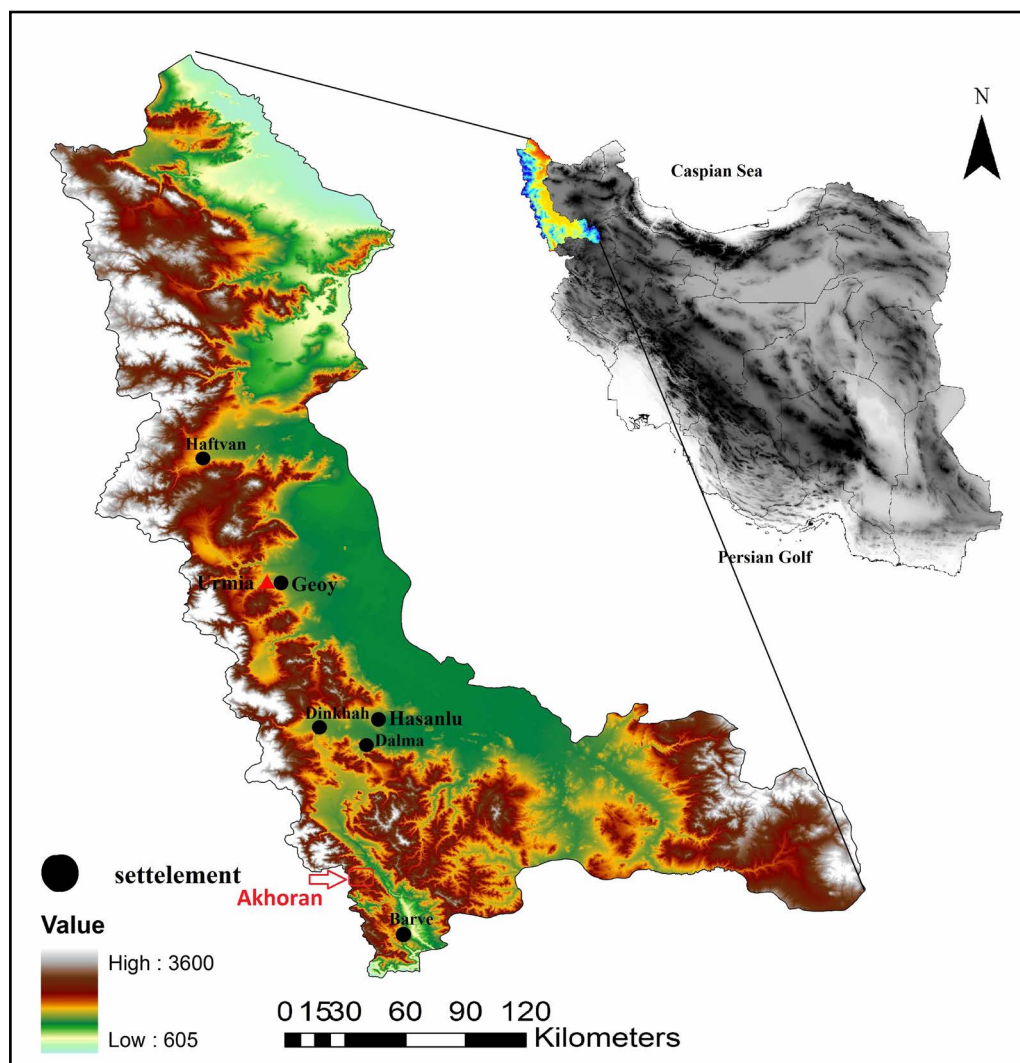 N
Caspian Sea
Persian Golf
Haftvan
Urmia Geoy
Dinkhah
Hasanlu
Dalma
settelement
Akhoran
Barve
Value
High : 3600
Low : 605
0 15 30 60 90 120
Kilometers